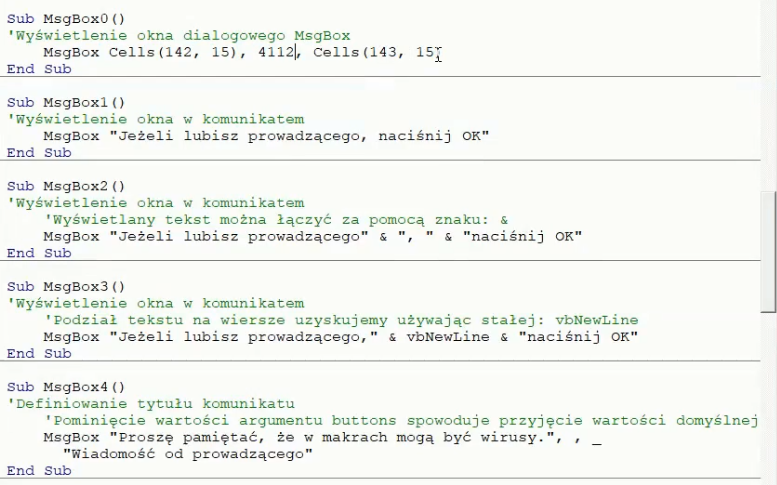 Sub MsgBox0()
'Wyświetlenie okna dialogowego MsgBox
MsgBox Cells(142, 15), 4112, Cells(143, 15)
End Sub
Sub MsgBox1()
'Wyświetlenie okna w komunikatem
MsgBox "Jeżeli lubisz prowadzącego, naciśnij OK"
End Sub
Sub MsgBox2()
'Wyświetlenie okna w komunikatem
'Wyświetlany tekst można łączyć za pomocą znaku: &
MsgBox "Jeżeli lubisz prowadzącego" & ", " & "naciśnij OK"
End Sub
Sub MsgBox3()
'Wyświetlenie okna w komunikatem
'Podział tekstu na wiersze uzyskujemy używając stałej: vbNewLine
MsgBox "Jeżeli lubisz prowadzącego," & vbNewLine & "naciśnij OK"
End Sub
Sub MsgBox4()
'Definiowanie tytułu komunikatu
'Pominięcie wartości argumentu buttons spowoduje przyjęcie wartości domyślnej
MsgBox "Proszę pamiętać, że w makrach mogą być wirusy.", , _
"Wiadomość od prowadzącego"
End Sub